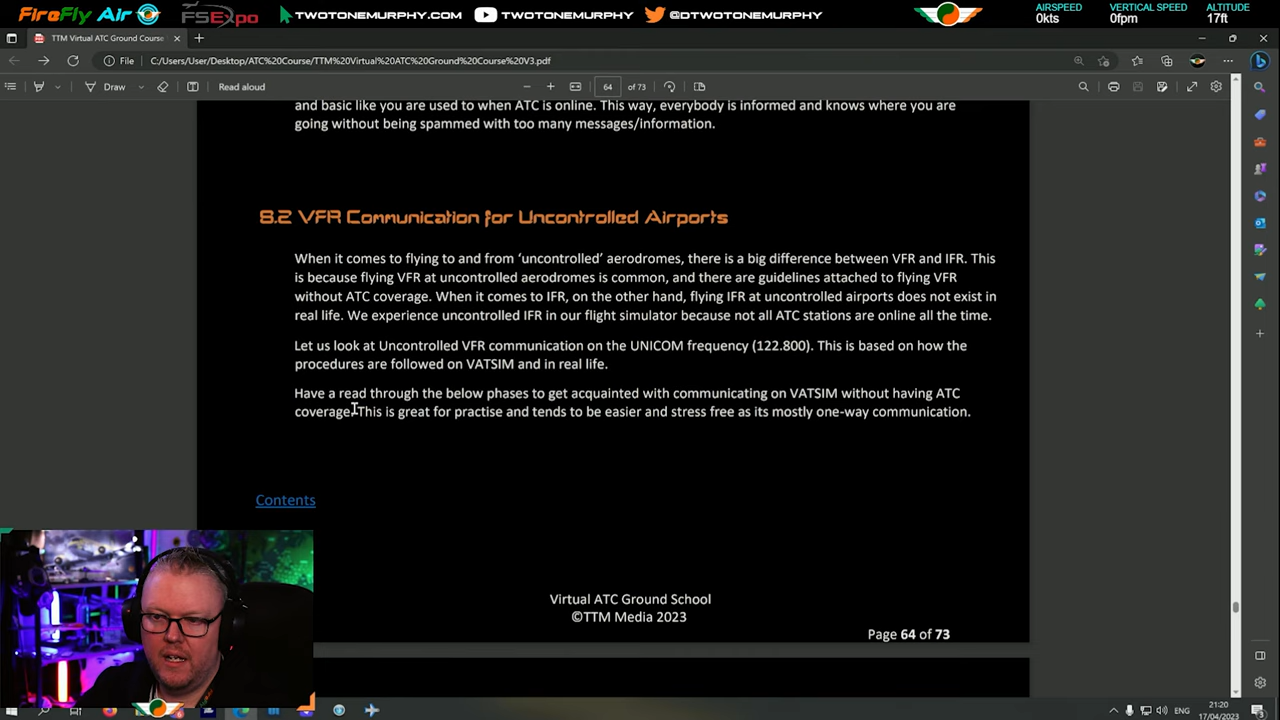 FireFly Air
FSExpo
TWOTONEMURPHY.COM
TWOTONEMURPHY
@DTWOTONEMURPHY
AIRSPEED
0kts
VERTICAL SPEED
0fpm
ALTITUDE
17ft
TTM Virtual ATC Ground Course
File
C:/Users/User/Desktop/ATC%20Course/TTM%20Virtual%20ATC%20Ground%20Course%20V3.pdf
Draw
Read aloud
64 of 73
and basic like you are used to when ATC is online. This way, everybody is informed and knows where you are
going without being spammed with too many messages/information.
8.2 VFR Communication for Uncontrolled Airports
When it comes to flying to and from ‘uncontrolled’ aerodromes, there is a big difference between VFR and IFR. This
is because flying VFR at uncontrolled aerodromes is common, and there are guidelines attached to flying VFR
without ATC coverage. When it comes to IFR, on the other hand, flying IFR at uncontrolled airports does not exist in
real life. We experience uncontrolled IFR in our flight simulator because not all ATC stations are online all the time.
Let us look at Uncontrolled VFR communication on the UNICOM frequency (122.800). This is based on how the
procedures are followed on VATSIM and in real life.
Have a read through the below phases to get acquainted with communicating on VATSIM without having ATC
coverage. This is great for practise and tends to be easier and stress free as its mostly one-way communication.
Contents
Virtual ATC Ground School
©TTM Media 2023
Page 64 of 73
ENG
21:20
17/04/2023